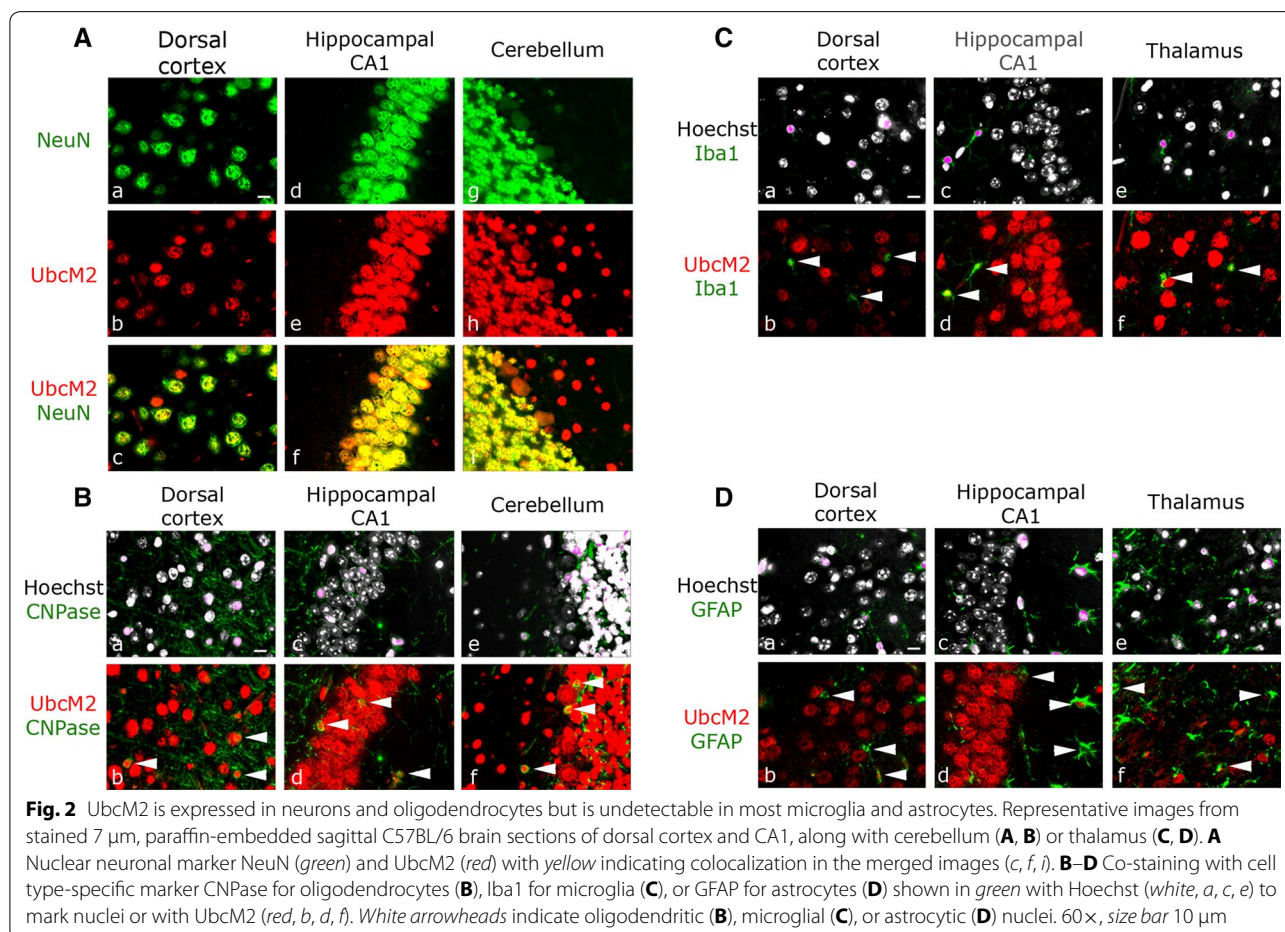 A
Dorsal cortex
Hippocampal CA1
Cerebellum
NeuN
a
d
g
UbcM2
b
e
h
UbcM2
NeuN
c
f
i
B
Dorsal cortex
Hippocampal CA1
Cerebellum
Hoechst
CNPase
a
c
e
UbcM2
CNPase
b
d
f
C
Dorsal cortex
Hippocampal CA1
Thalamus
Hoechst
Iba1
a
c
e
UbcM2
Iba1
b
d
f
D
Dorsal cortex
Hippocampal CA1
Thalamus
Hoechst
GFAP
a
c
e
UbcM2
GFAP
b
d
f
Fig. 2 UbcM2 is expressed in neurons and oligodendrocytes but is undetectable in most microglia and astrocytes. Representative images from
stained 7 µm, paraffin-embedded sagittal C57BL/6 brain sections of dorsal cortex and CA1, along with cerebellum (A, B) or thalamus (C, D). A
Nuclear neuronal marker NeuN (green) and UbcM2 (red) with yellow indicating colocalization in the merged images (c, f, i). B–D Co-staining with cell
type-specific marker CNPase for oligodendrocytes (B), Iba1 for microglia (C), or GFAP for astrocytes (D) shown in green with Hoechst (white, a, c, e) to
mark nuclei or with UbcM2 (red, b, d, f). White arrowheads indicate oligodendritic (B), microglial (C), or astrocytic (D) nuclei. 60×, size bar 10 µm